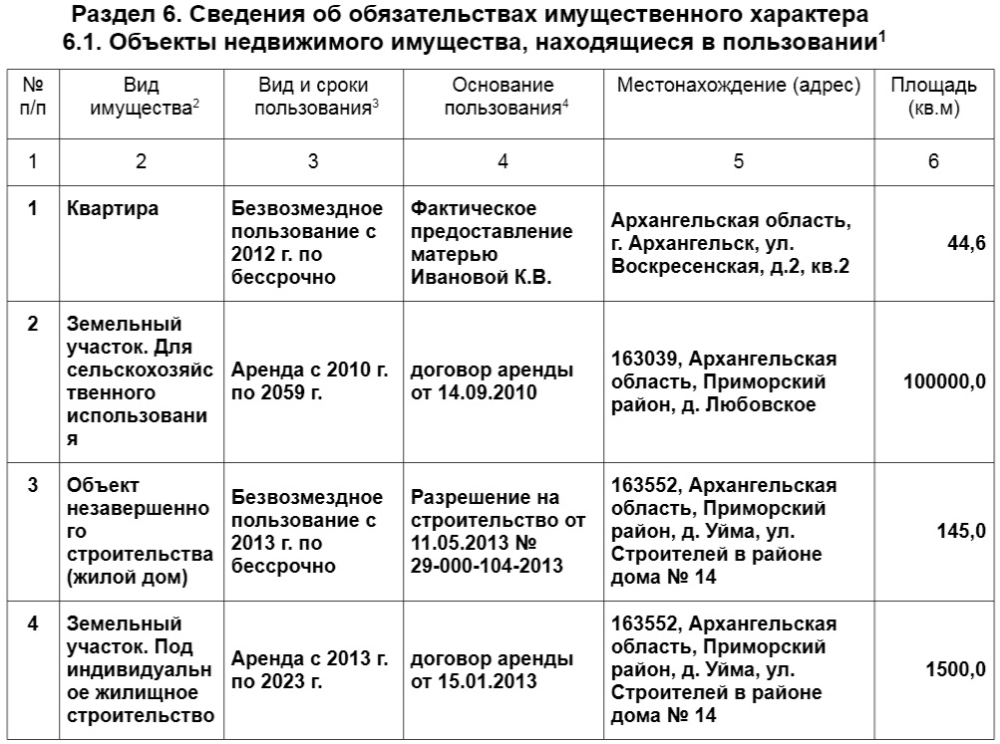 Раздел 6. Сведения об обязательствах имущественного характера
6.1. Объекты недвижимого имущества, находящиеся в пользовании1
№
п/п
Вид
имущества2
Вид и сроки
пользования3
Основание
пользования4
Местонахождение (адрес)
Площадь
(кв.м)
1
2
3
4
5
6
1
Квартира
Безвозмездное
пользование с
2012 г. по
бессрочно
Фактическое
предоставление
матерью
Ивановой К.В.
Архангельская область,
г. Архангельск, ул.
Воскресенская, д.2, кв.2
44,6
2
Земельный
участок. Для
сельскохозяйс
твенного
использовани
я
Аренда с 2010 г.
по 2059 г.
договор аренды
от 14.09.2010
163039, Архангельская
область, Приморский
район, д. Любовское
100000,0
3
Объект
незавершенно
го
строительства
(жилой дом)
Безвозмездное
пользование с
2013 г. по
бессрочно
Разрешение на
строительство от
11.05.2013 №
29-000-104-2013
163552, Архангельская
область, Приморский
район, д. Уйма, ул.
Строителей в районе
дома № 14
145,0
4
Земельный
участок. Под
индивидуальн
ое жилищное
строительство
Аренда с 2013 г.
по 2023 г.
договор аренды
от 15.01.2013
163552, Архангельская
область, Приморский
район, д. Уйма, ул.
Строителей в районе
дома № 14
1500,0